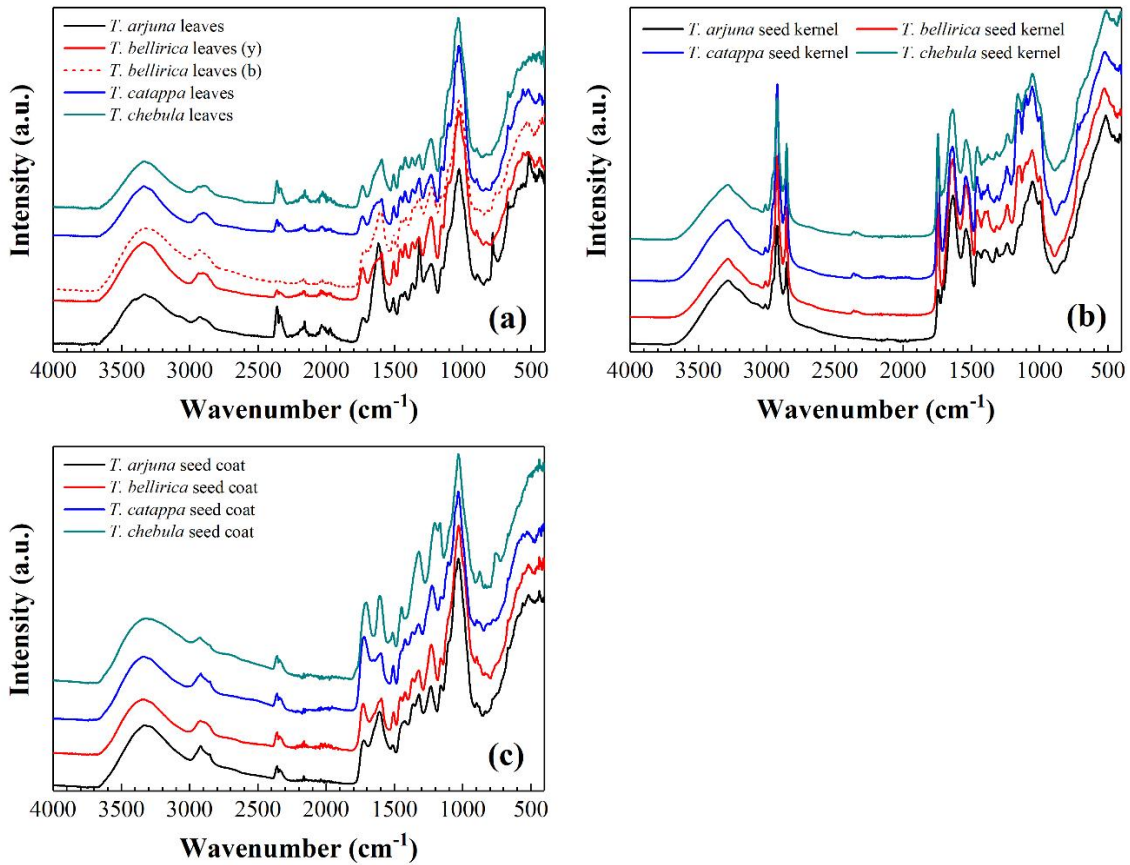 T. arjuna leaves
T. bellirica leaves (y)
T. bellirica leaves (b)
T. catappa leaves
T. chebula leaves
Intensity (a.u.)
(a)
4000 3500 3000 2500 2000 1500 1000 500
Wavenumber (cm⁻¹)
T. arjuna seed kernel T. bellirica seed kernel
T. catappa seed kernel T. chebula seed kernel
Intensity (a.u.)
(b)
4000 3500 3000 2500 2000 1500 1000 500
Wavenumber (cm⁻¹)
T. arjuna seed coat
T. bellirica seed coat
T. catappa seed coat
T. chebula seed coat
Intensity (a.u.)
(c)
4000 3500 3000 2500 2000 1500 1000 500
Wavenumber (cm⁻¹)